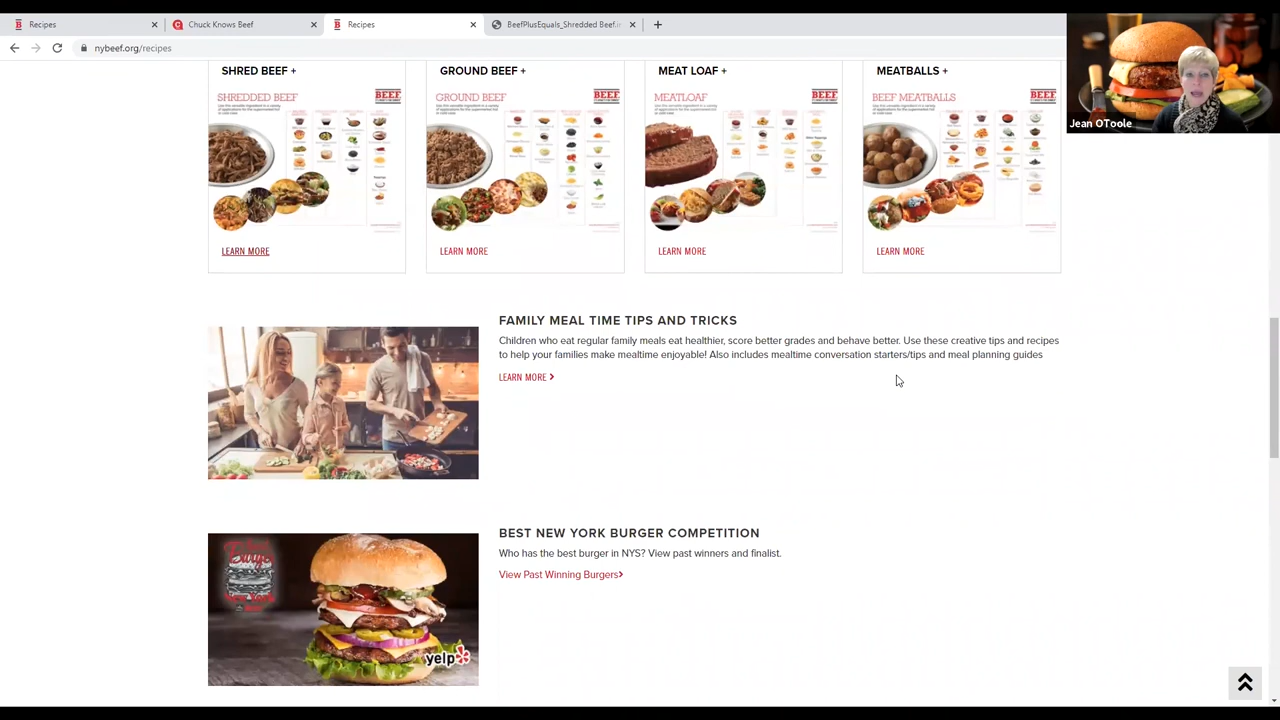 Recipes
Chuck Knows Beef
Recipes
BeefPlusEquals_Shredded Beef.in
nybeef.org/recipes
Jean OToole
SHRED BEEF +
GROUND BEEF +
MEAT LOAF +
MEATBALLS +
SHREDDED BEEF
BEEF
GROUND BEEF
BEEF
MEATLOAF
BEEF
BEEF MEATBALLS
BEEF
LEARN MORE
LEARN MORE
LEARN MORE
LEARN MORE
FAMILY MEAL TIME TIPS AND TRICKS
Children who eat regular family meals eat healthier, score better grades and behave better. Use these creative tips and recipes
to help your families make mealtime enjoyable! Also includes mealtime conversation starters/tips and meal planning guides
LEARN MORE >
BEST NEW YORK BURGER COMPETITION
Who has the best burger in NYS? View past winners and finalist.
View Past Winning Burgers>
yelp